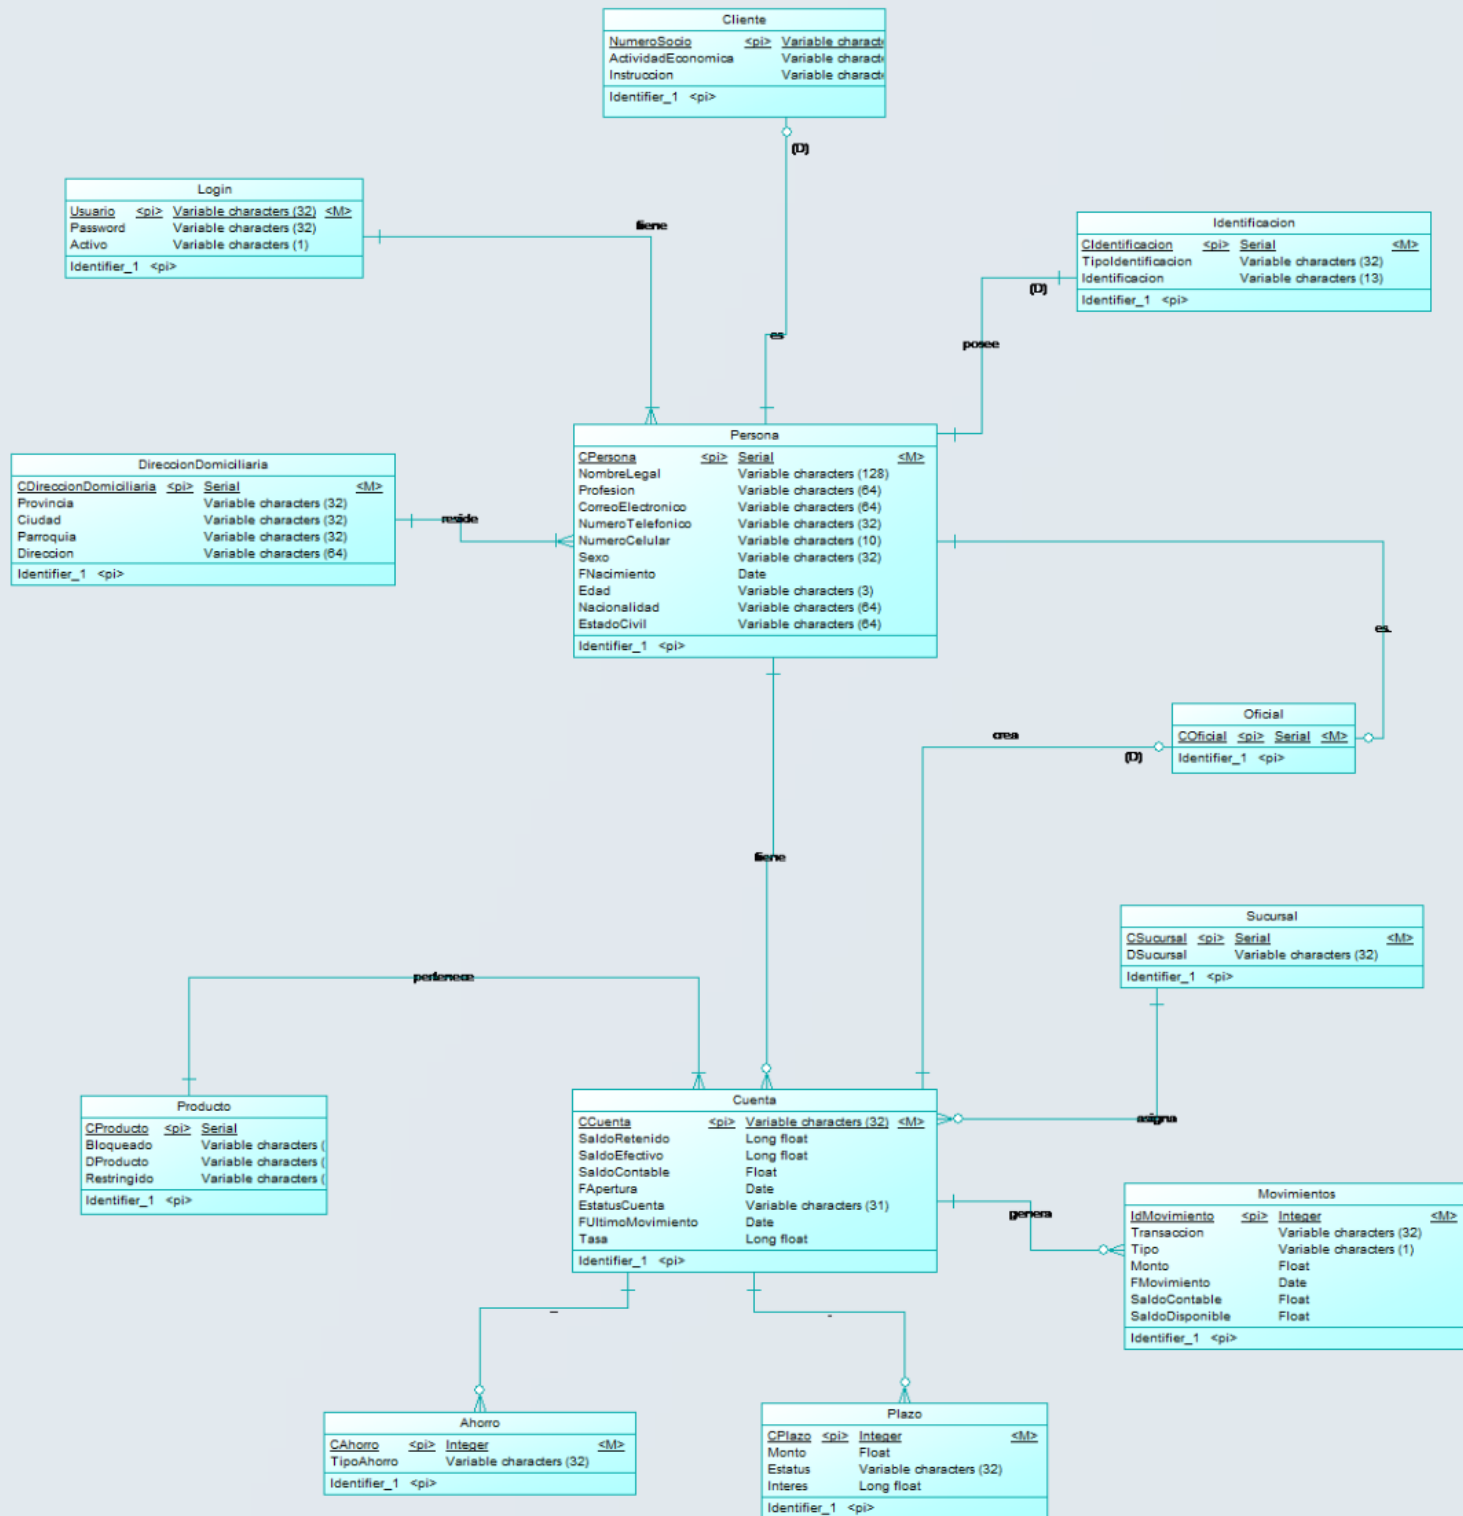 Cliente
NumeroSocio <pi> Variable characte
ActividadEconomica Variable characte
Instruccion Variable characte
Identifier_1 <pi>
(D)
Login
Usuario <pi> Variable characters (32) <M>
Password Variable characters (32)
Activo Variable characters (1)
Identifier_1 <pi>
tiene
Identificacion
CIdentificacion <pi> Serial <M>
TipoIdentificacion Variable characters (32)
Identificacion Variable characters (13)
Identifier_1 <pi>
(D)
es
posee
Persona
CPersona <pi> Serial <M>
NombreLegal Variable characters (128)
Profesion Variable characters (64)
CorreoElectronico Variable characters (64)
NumeroTelefonico Variable characters (32)
NumeroCelular Variable characters (10)
Sexo Variable characters (32)
FNacimiento Date
Edad Variable characters (3)
Nacionalidad Variable characters (64)
EstadoCivil Variable characters (64)
Identifier_1 <pi>
DireccionDomiciliaria
CDireccionDomiciliaria <pi> Serial <M>
Provincia Variable characters (32)
Ciudad Variable characters (32)
Parroquia Variable characters (32)
Direccion Variable characters (64)
Identifier_1 <pi>
reside
es.
Oficial
COficial <pi> Serial <M>
Identifier_1 <pi>
crea
(D)
tiene
Sucursal
CSucursal <pi> Serial <M>
DSucursal Variable characters (32)
Identifier_1 <pi>
pertenece
Producto
CProducto <pi> Serial
Bloqueado Variable characters (
DProducto Variable characters (
Restringido Variable characters (
Identifier_1 <pi>
Cuenta
CCuenta <pi> Variable characters (32) <M>
SaldoRetenido Long float
SaldoEfectivo Long float
SaldoContable Float
FApertura Date
EstatusCuenta Variable characters (31)
FUltimoMovimiento Date
Tasa Long float
Identifier_1 <pi>
asigna
Movimientos
IdMovimiento <pi> Integer <M>
Transaccion Variable characters (32)
Tipo Variable characters (1)
Monto Float
FMovimiento Date
SaldoContable Float
SaldoDisponible Float
Identifier_1 <pi>
genera
_
-
Ahorro
CAhorro <pi> Integer <M>
TipoAhorro Variable characters (32)
Identifier_1 <pi>
Plazo
CPlazo <pi> Integer <M>
Monto Float
Estatus Variable characters (32)
Interes Long float
Identifier_1 <pi>